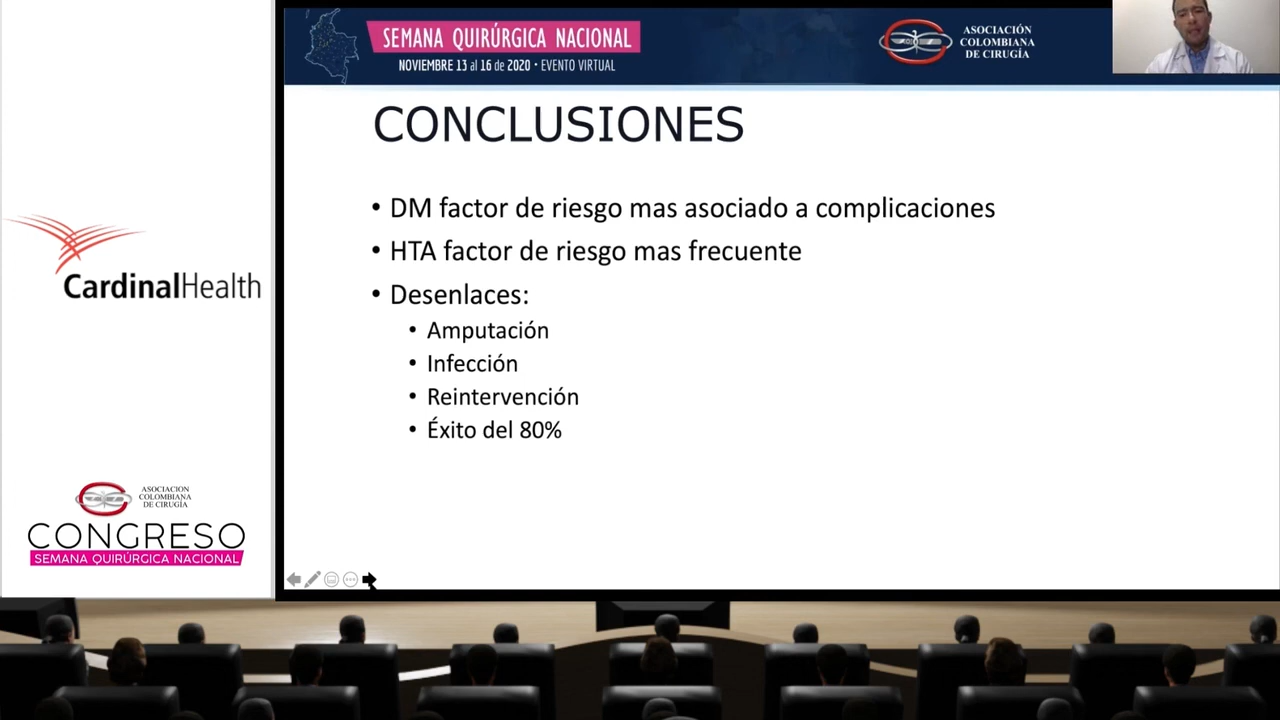 SEMANA QUIRÚRGICA NACIONAL
NOVIEMBRE 13 al 16 de 2020 • EVENTO VIRTUAL
ASOCIACIÓN
COLOMBIANA
DE CIRUGÍA
CONCLUSIONES
• DM factor de riesgo mas asociado a complicaciones
• HTA factor de riesgo mas frecuente
• Desenlaces:
• Amputación
• Infección
• Reintervención
• Éxito del 80%
CardinalHealth
ASOCIACIÓN
COLOMBIANA
DE CIRUGÍA
CONGRESO
SEMANA QUIRÚRGICA NACIONAL